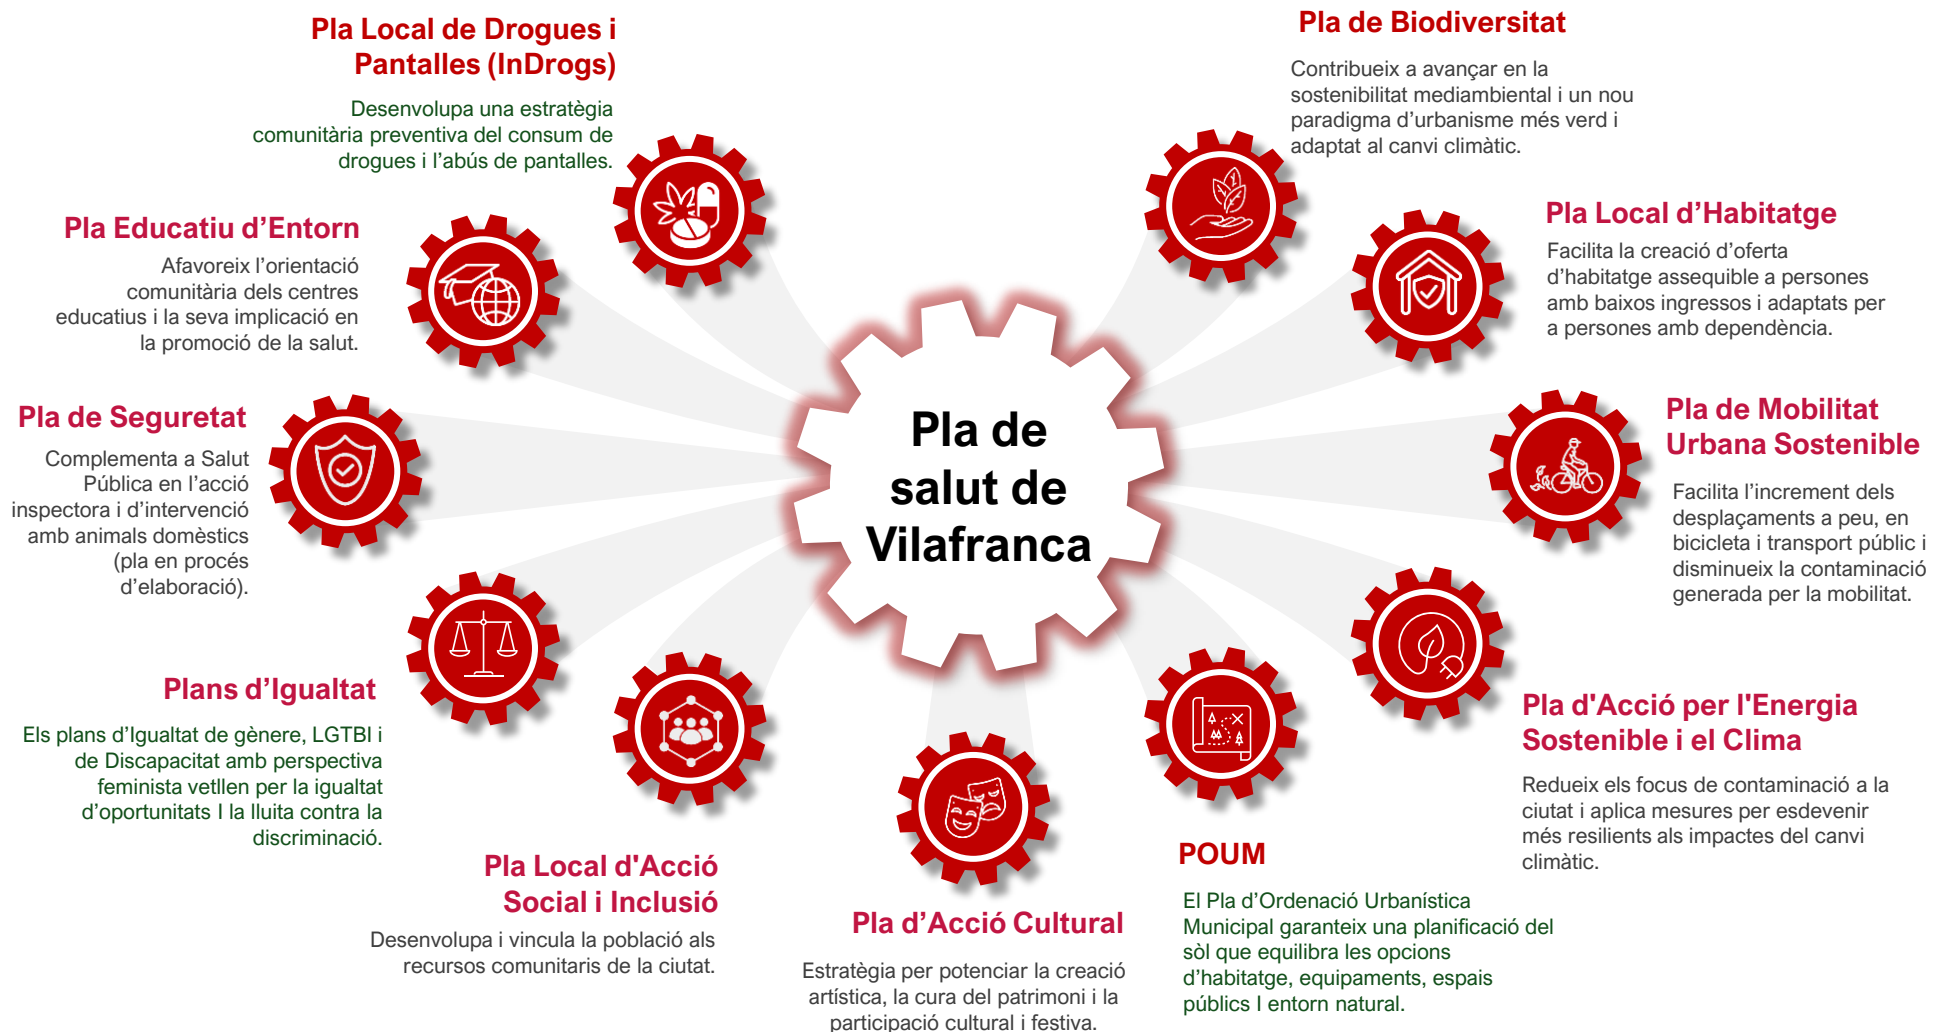 Pla Local de Drogues i
Pantalles (InDrogs)
Desenvolupa una estratègia
comunitària preventiva del consum de
drogues i l’abús de pantalles.
Pla Educatiu d’Entorn
Afavoreix l’orientació
comunitària dels centres
educatius i la seva implicació en
la promoció de la salut.
Pla de Seguretat
Complementa a Salut
Pública en l’acció
inspectora i d’intervenció
amb animals domèstics
(pla en procés
d’elaboració).
Plans d’Igualtat
Els plans d’Igualtat de gènere, LGTBI i
de Discapacitat amb perspectiva
feminista vetllen per la igualtat
d’oportunitats I la lluita contra la
discriminació.
Pla Local d'Acció
Social i Inclusió
Desenvolupa i vincula la població als
recursos comunitaris de la ciutat.
Pla de
salut de
Vilafranca
Pla d’Acció Cultural
Estratègia per potenciar la creació
artística, la cura del patrimoni i la
participació cultural i festiva.
Pla de Biodiversitat
Contribueix a avançar en la
sostenibilitat mediambiental i un nou
paradigma d’urbanisme més verd i
adaptat al canvi climàtic.
Pla Local d’Habitatge
Facilita la creació d’oferta
d’habitatge assequible a persones
amb baixos ingressos i adaptats per
a persones amb dependència.
Pla de Mobilitat
Urbana Sostenible
Facilita l’increment dels
desplaçaments a peu, en
bicicleta i transport públic i
disminueix la contaminació
generada per la mobilitat.
Pla d'Acció per l'Energia
Sostenible i el Clima
Redueix els focus de contaminació a la
ciutat i aplica mesures per esdevenir
més resilients als impactes del canvi
climàtic.
POUM
El Pla d’Ordenació Urbanística
Municipal garanteix una planificació del
sòl que equilibra les opcions
d’habitatge, equipaments, espais
públics I entorn natural.